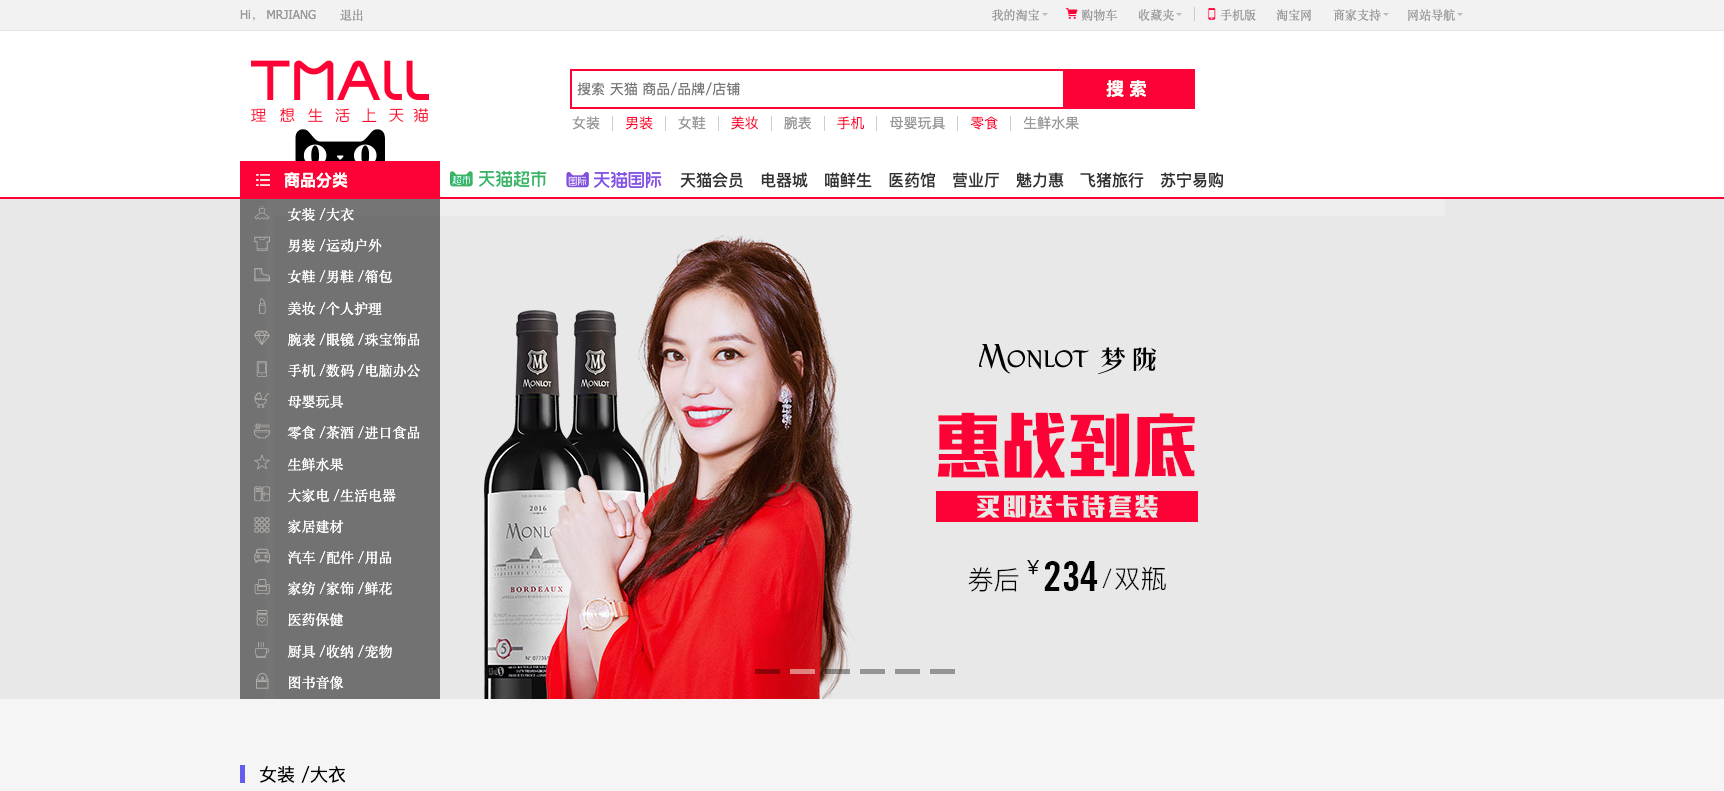 Hi, MRJIANG 退出 我的淘宝 购物车 收藏夹 手机版 淘宝网 商家支持 网站导航
TMALL
理想生活上天猫
搜索 天猫 商品/品牌/店铺 搜 索
女装 男装 女鞋 美妆 腕表 手机 母婴玩具 零食 生鲜水果
商品分类 超市 天猫超市 国际 天猫国际 天猫会员 电器城 喵鲜生 医药馆 营业厅 魅力惠 飞猪旅行 苏宁易购
女装 /大衣
男装 /运动户外
女鞋 /男鞋 /箱包
美妆 /个人护理
腕表 /眼镜 /珠宝饰品
手机 /数码 /电脑办公
母婴玩具
零食 /茶酒 /进口食品
生鲜水果
大家电 /生活电器
家居建材
汽车 /配件 /用品
家纺 /家饰 /鲜花
医药保健
厨具 /收纳 /宠物
图书音像
M M
MONLOT MONLOT
2016
MONLOT
BORDEAUX
5
MONLOT 梦陇
惠战到底
买即送卡诗套装
券后 ¥234/双瓶
女装 /大衣